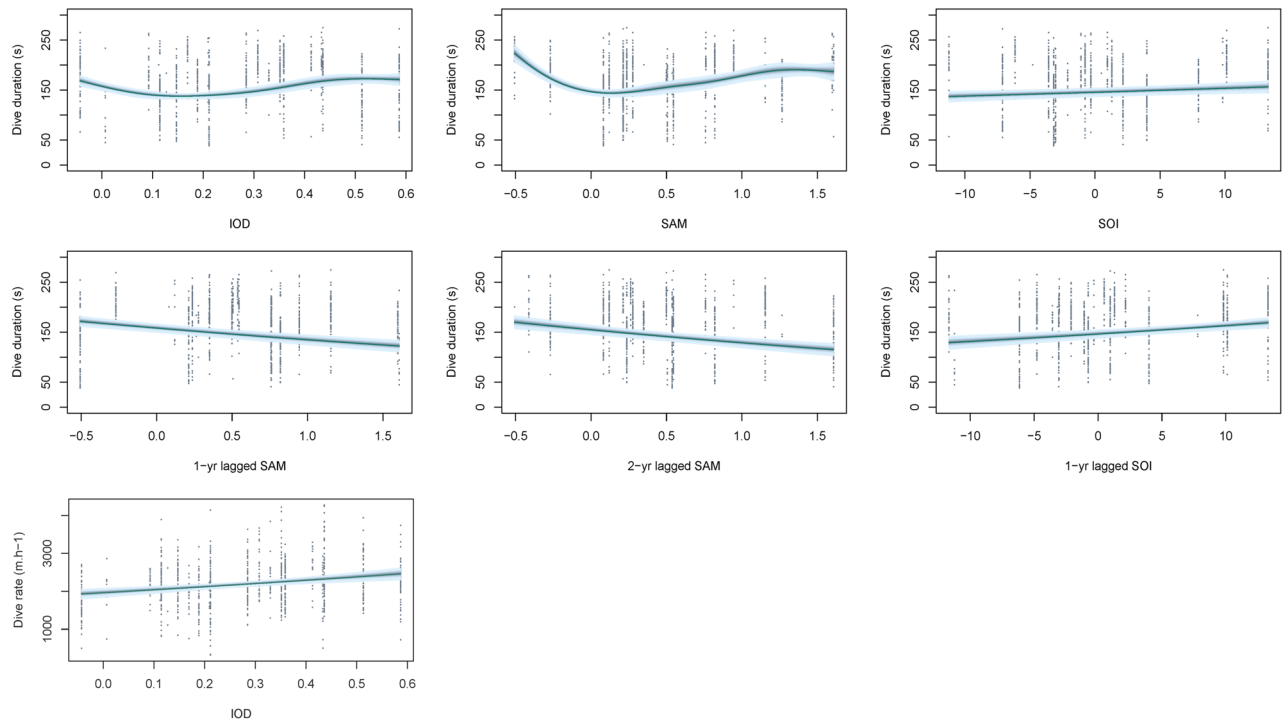 Dive duration (s)
250
150
50
0
0.0 0.1 0.2 0.3 0.4 0.5 0.6
IOD
Dive duration (s)
250
150
50
0
−0.5 0.0 0.5 1.0 1.5
SAM
Dive duration (s)
250
150
50
0
−10 −5 0 5 10
SOI
Dive duration (s)
250
150
50
0
−0.5 0.0 0.5 1.0 1.5
1−yr lagged SAM
Dive duration (s)
250
150
50
0
−0.5 0.0 0.5 1.0 1.5
2−yr lagged SAM
Dive duration (s)
250
150
50
0
−10 −5 0 5 10
1−yr lagged SOI
Dive rate (m.h−1)
3000
1000
0.0 0.1 0.2 0.3 0.4 0.5 0.6
IOD